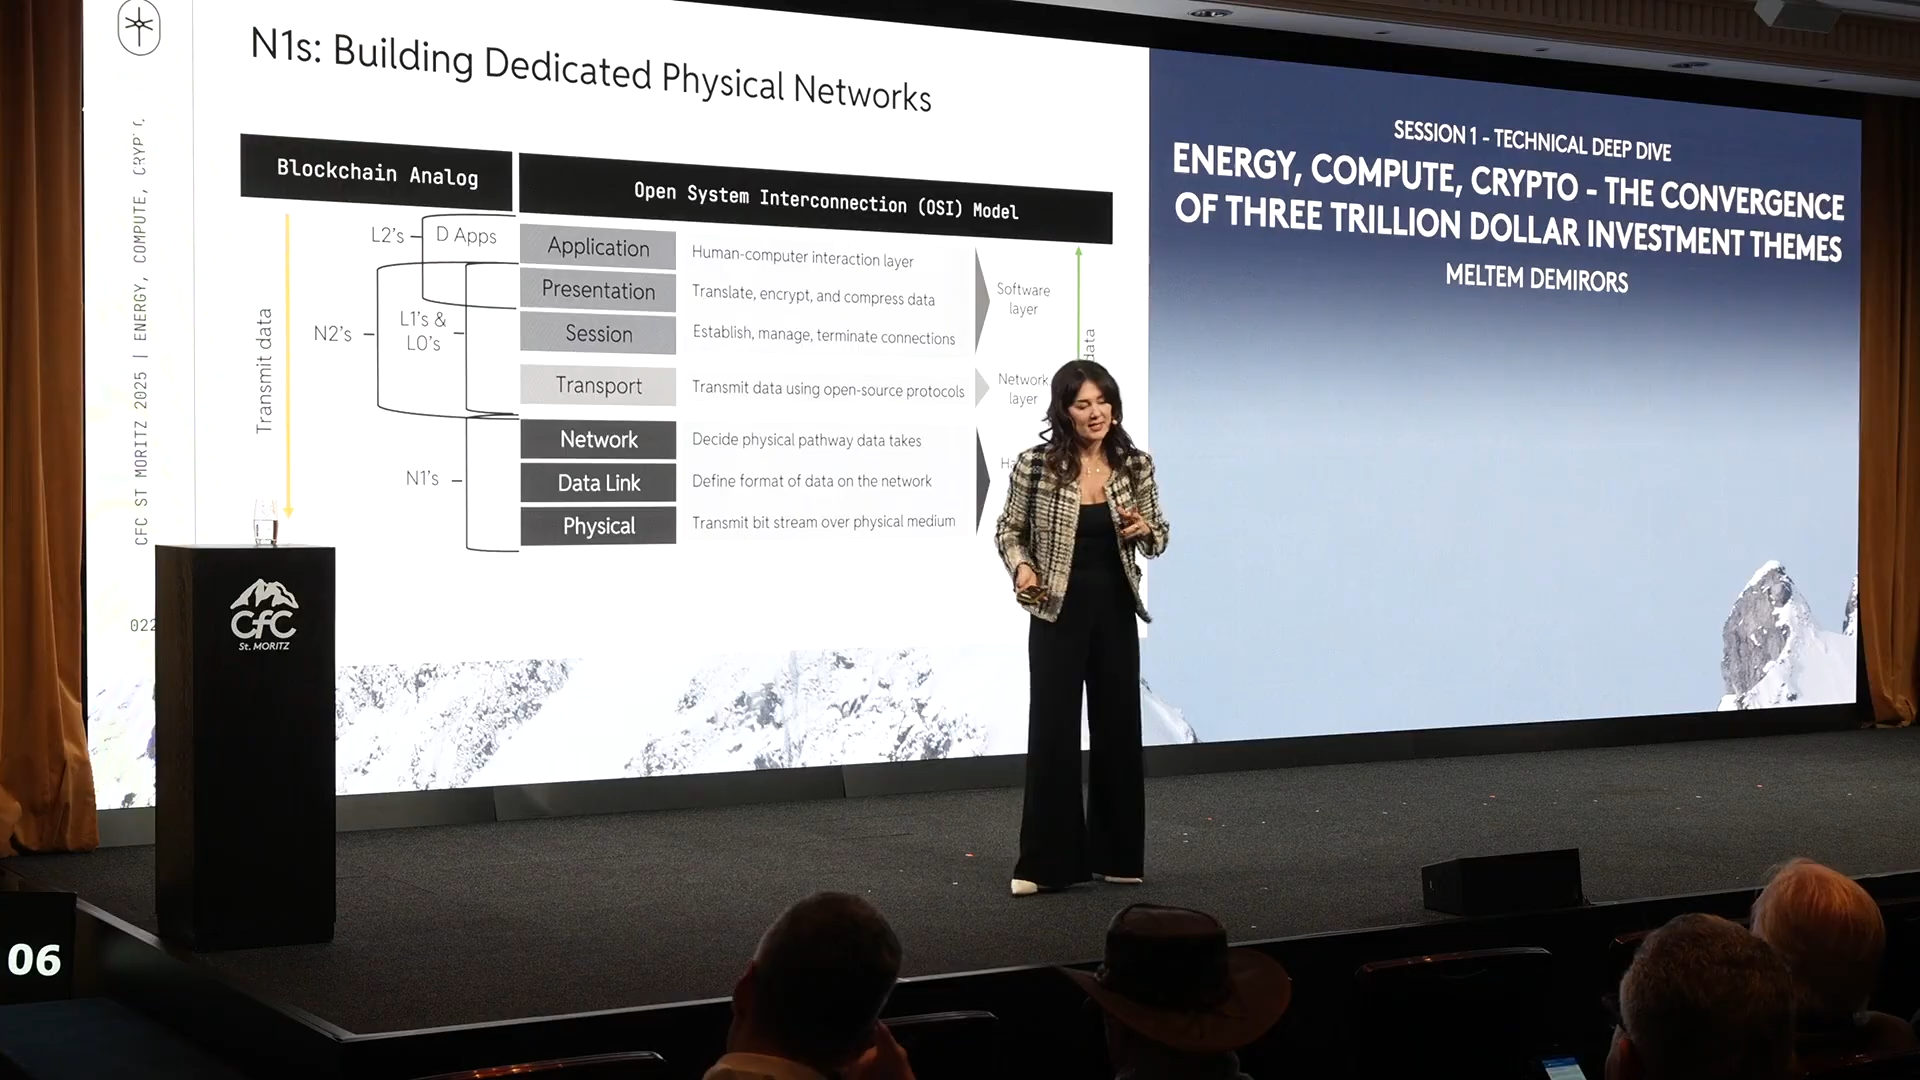 N1s: Building Dedicated Physical Networks
CFC ST MORITZ 2025 | ENERGY, COMPUTE,
022
Blockchain Analog
Open System Interconnection (OSI) Model
Transmit data
L2's
D Apps
N2's
L1's &
L0's
N1's
Application
Human-computer interaction layer
Presentation
Translate, encrypt, and compress data
Session
Establish, manage, terminate connections
Transport
Transmit data using open-source protocols
Network
Decide physical pathway data takes
Data Link
Define format of data on the network
Physical
Transmit bit stream over physical medium
Software
layer
Network
layer
data
SESSION 1 - TECHNICAL DEEP DIVE
ENERGY, COMPUTE, CRYPTO - THE CONVERGENCE
OF THREE TRILLION DOLLAR INVESTMENT THEMES
MELTEM DEMIRORS
CfC
St. MORITZ
06